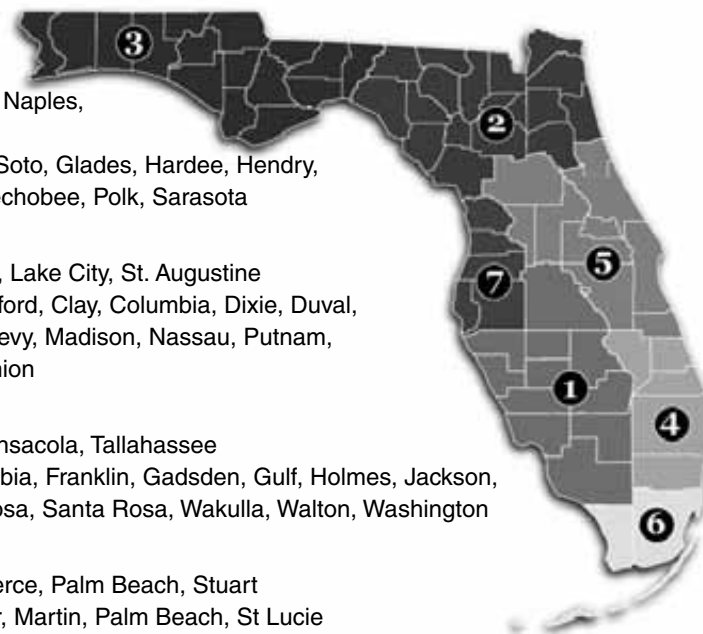 3
Naples,
2
Soto, Glades, Hardee, Hendry,
echobee, Polk, Sarasota
5
, Lake City, St. Augustine
7
ford, Clay, Columbia, Dixie, Duval,
evy, Madison, Nassau, Putnam,
nion
1
nsacola, Tallahassee
4
bia, Franklin, Gadsden, Gulf, Holmes, Jackson,
osa, Santa Rosa, Wakulla, Walton, Washington
6
erce, Palm Beach, Stuart
r, Martin, Palm Beach, St Lucie